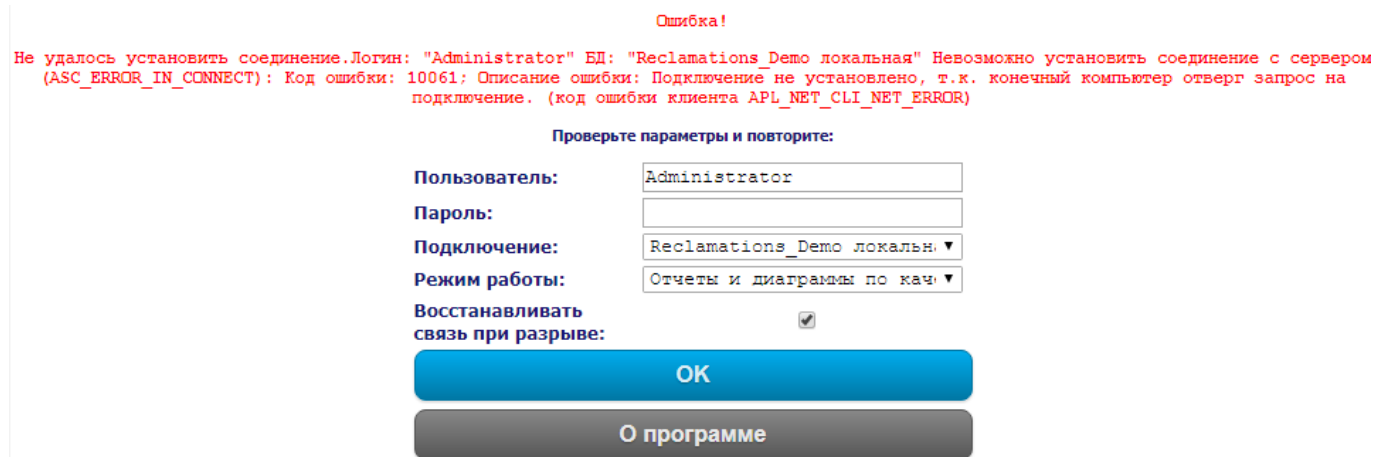 Ошибка!
Не удалось установить соединение.Логин: "Administrator" БД: "Reclamations_Demo локальная" Невозможно установить соединение с сервером
(ASC_ERROR_IN_CONNECT): Код ошибки: 10061; Описание ошибки: Подключение не установлено, т.к. конечный компьютер отверг запрос на
подключение. (код ошибки клиента APL_NET_CLI_NET_ERROR)
Проверьте параметры и повторите:
Пользователь: Administrator
Пароль:
Подключение: Reclamations_Demo локальн
Режим работы: Отчеты и диаграммы по кач
Восстанавливать
связь при разрыве:
OK
О программе